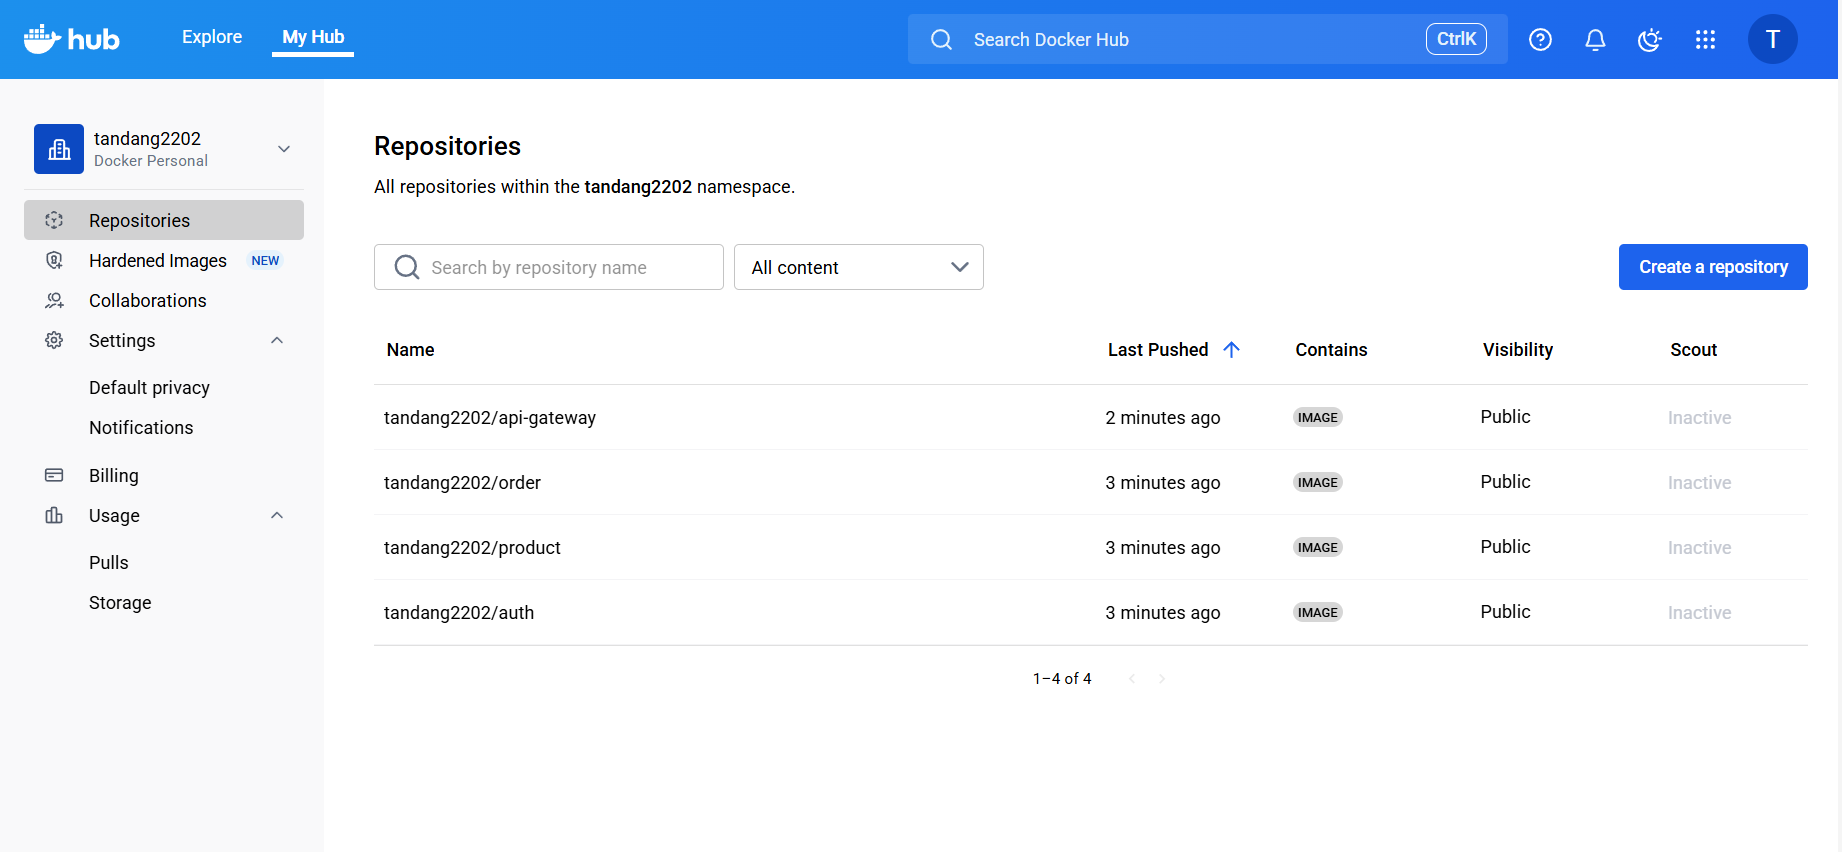 hub
Explore
My Hub
Search Docker Hub
CtrlK
T
tandang2202
Docker Personal
Repositories
Hardened Images NEW
Collaborations
Settings
Default privacy
Notifications
Billing
Usage
Pulls
Storage
Repositories
All repositories within the tandang2202 namespace.
Search by repository name
All content
Create a repository
Name Last Pushed Contains Visibility Scout
tandang2202/api-gateway 2 minutes ago IMAGE Public Inactive
tandang2202/order 3 minutes ago IMAGE Public Inactive
tandang2202/product 3 minutes ago IMAGE Public Inactive
tandang2202/auth 3 minutes ago IMAGE Public Inactive
1–4 of 4